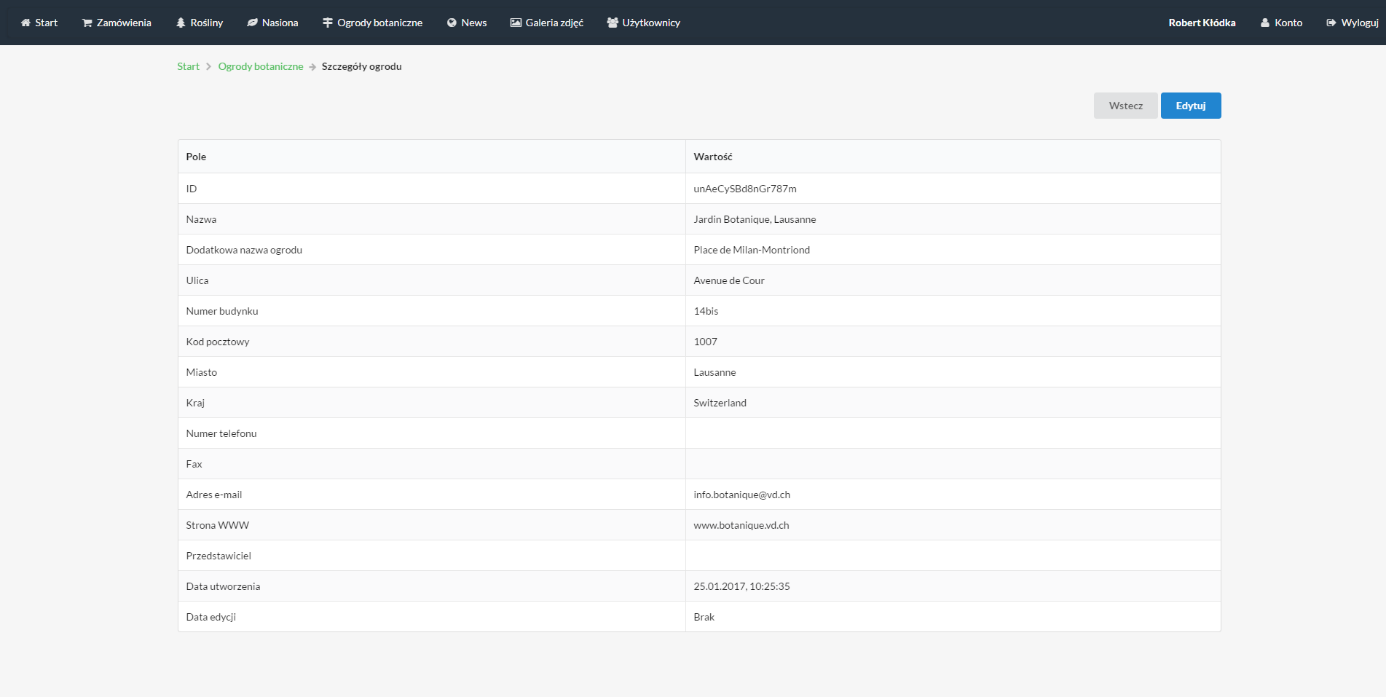 Start Zamówienia Rośliny Nasiona Ogrody botaniczne News Galeria zdjęć Użytkownicy Robert Kłódka Konto Wyloguj
Start Ogrody botaniczne Szczegóły ogrodu
Wstecz Edytuj
Pole Wartość
ID unAeCySBd8nGr787m
Nazwa Jardin Botanique, Lausanne
Dodatkowa nazwa ogrodu Place de Milan-Montriond
Ulica Avenue de Cour
Numer budynku 14bis
Kod pocztowy 1007
Miasto Lausanne
Kraj Switzerland
Numer telefonu
Fax
Adres e-mail info.botanique@vd.ch
Strona WWW www.botanique.vd.ch
Przedstawiciel
Data utworzenia 25.01.2017, 10:25:35
Data edycji Brak